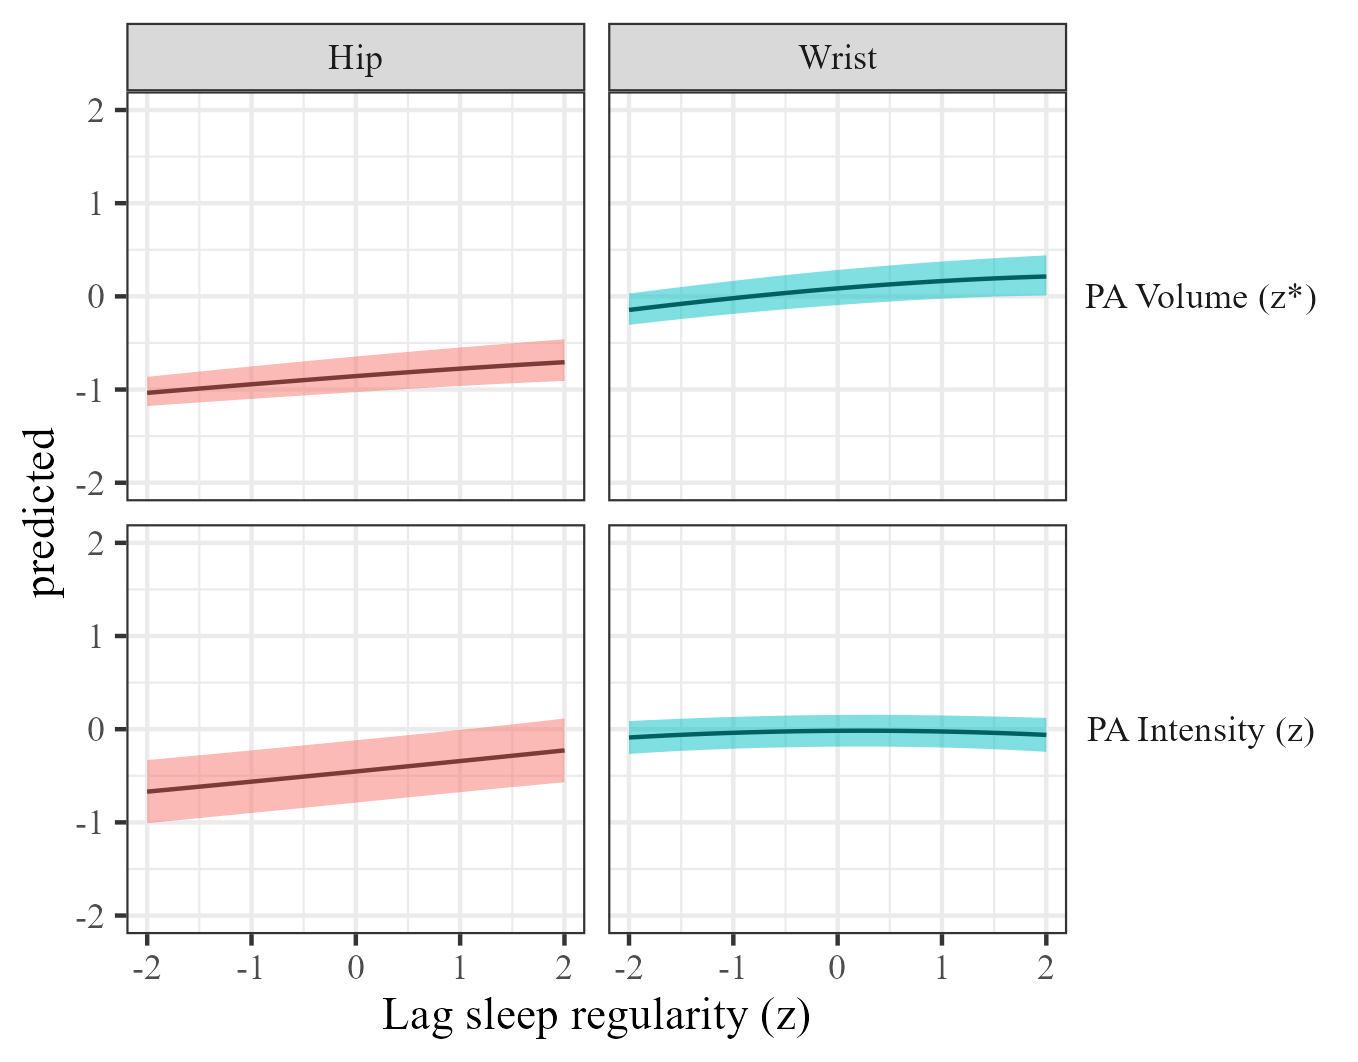 Hip Wrist
2
1
0
-1
-2
PA Volume (z*)
predicted
2
1
0
-1
-2
PA Intensity (z)
-2 -1 0 1 2 -2 -1 0 1 2
Lag sleep regularity (z)